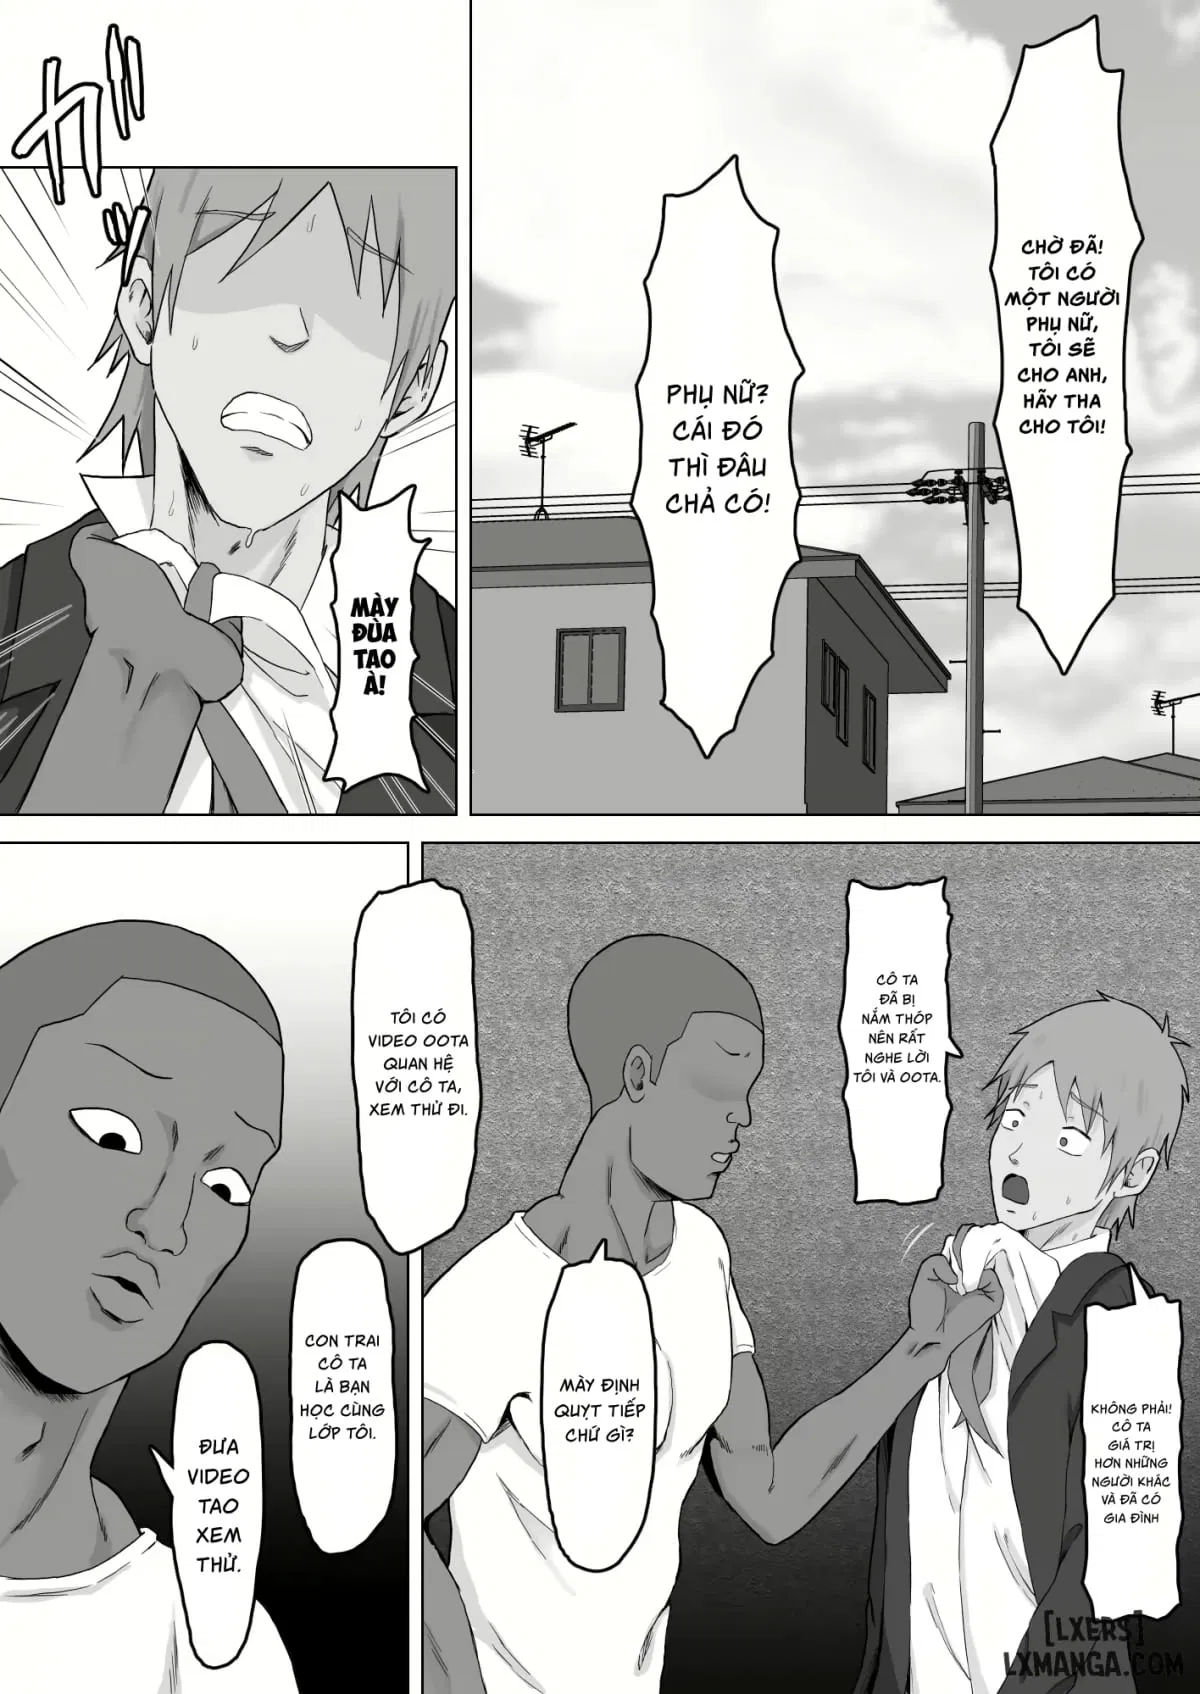 CHỜ ĐÃ!
TÔI CÓ
MỘT NGƯỜI
PHỤ NỮ,
TÔI SẼ
CHO ANH,
HÃY THA
CHO TÔI!
PHỤ NỮ?
CÁI ĐÓ
THÌ ĐÂU
CHẢ CÓ!
ガッ
MÀY
ĐÙA
TAO
À!
CÔ TA
ĐÃ BỊ
NẮM THÓP
NÊN RẤT
NGHE LỜI
TÔI VÀ OOTA.
KHÔNG PHẢI!
CÔ TA
GIÁ TRỊ
HƠN NHỮNG
NGƯỜI KHÁC
VÀ ĐÃ CÓ
GIA ĐÌNH
MÀY ĐỊNH
QUỴT TIẾP
CHỨ GÌ?
TÔI CÓ
VIDEO OOTA
QUAN HỆ
VỚI CÔ TA,
XEM THỬ ĐI.
CON TRAI
CÔ TA
LÀ BẠN
HỌC CÙNG
LỚP TÔI.
ĐƯA
VIDEO
TAO
XEM
THỬ.
[LXERS]
LXMANGA.COM